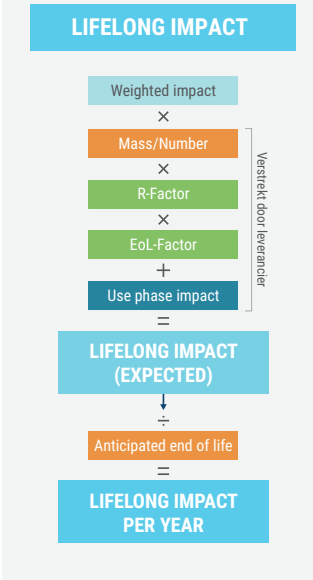 LIFELONG IMPACT
Weighted impact
×
Mass/Number
×
R-Factor
×
EoL-Factor
+
Use phase impact
=
Verstrekt door leverancier
LIFELONG IMPACT
(EXPECTED)
÷
Anticipated end of life
=
LIFELONG IMPACT
PER YEAR